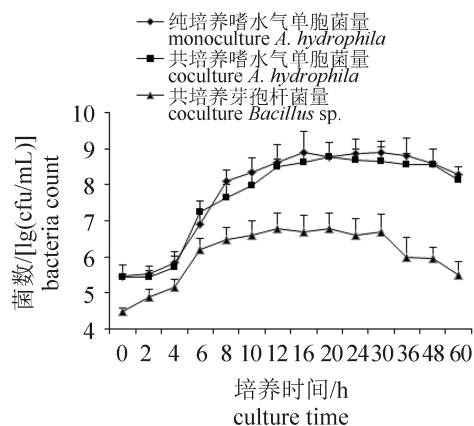 纯培养嗜水气单胞菌量
monoculture A. hydrophila
共培养嗜水气单胞菌量
coculture A. hydrophila
共培养芽孢杆菌量
coculture Bacillus sp.
菌数/[lg(cfu/mL)]
bacteria count
10
9
8
7
6
5
4
0 2 4 6 8 10 12 16 20 24 30 36 48 60
培养时间/h
culture time